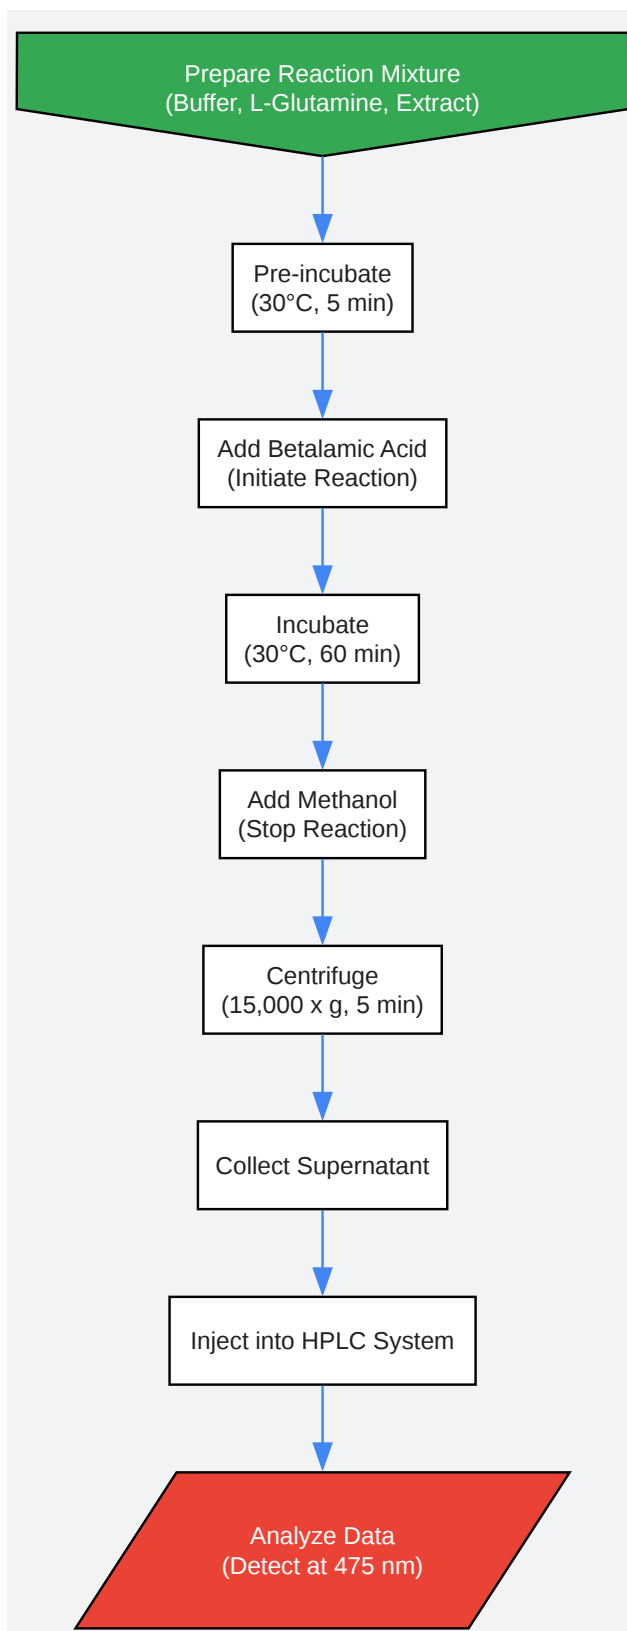 Prepare Reaction Mixture
(Buffer, L-Glutamine, Extract)
Pre-incubate
(30°C, 5 min)
Add Betalamic Acid
(Initiate Reaction)
Incubate
(30°C, 60 min)
Add Methanol
(Stop Reaction)
Centrifuge
(15,000 x g, 5 min)
Collect Supernatant
Inject into HPLC System
Analyze Data
(Detect at 475 nm)